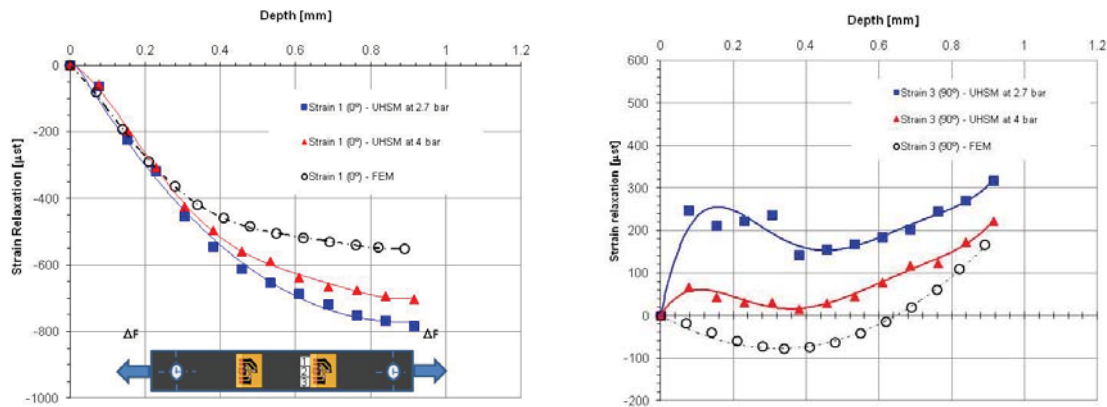 Depth [mm]
0 0.2 0.4 0.6 0.8 1 1.2
0
-200
-400
-600
-800
-1000
Strain Relaxation [µst]
Strain 1 (0º) - UHSM at 2.7 bar
Strain 1 (0º) - UHSM at 4 bar
Strain 1 (0º) - FEM
ΔF ΔF
1
2
3
Depth [mm]
0 0.2 0.4 0.6 0.8 1 1.2
600
500
400
300
200
100
0
-100
-200
Strtain relaxation [µst]
Strain 3 (90º) - UHSM at 2.7 bar
Strain 3 (90º) - UHSM at 4 bar
Strain 3 (90º) - FEM